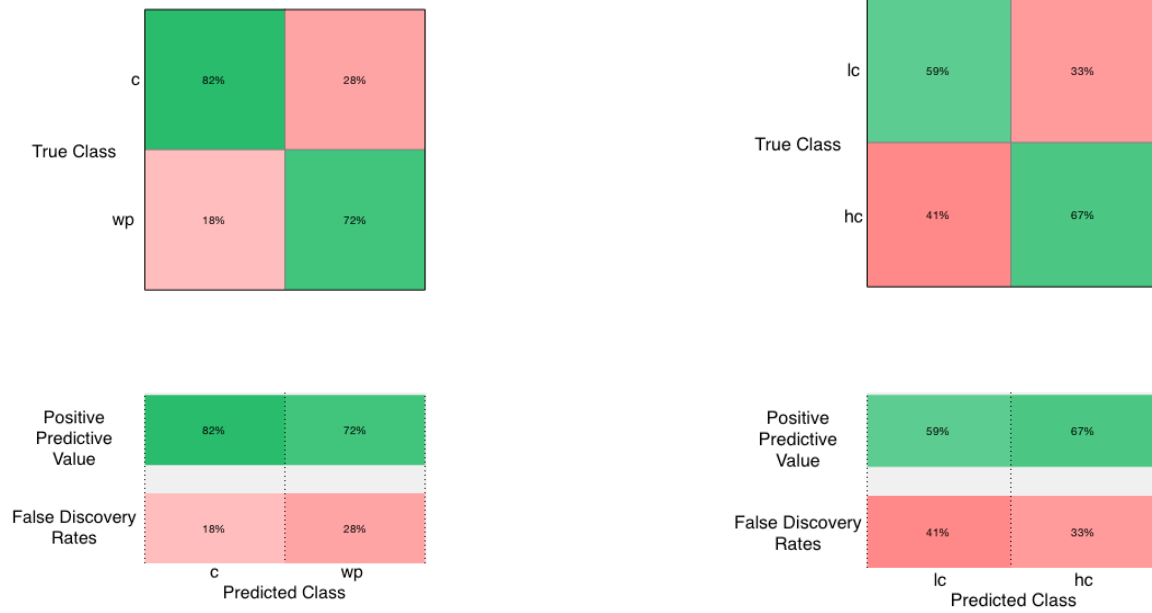 c
82%
28%
True Class
wp
18%
72%
Positive
Predictive
Value
82%
72%
False Discovery
Rates
18%
28%
c
wp
Predicted Class
lc
59%
33%
True Class
hc
41%
67%
Positive
Predictive
Value
59%
67%
False Discovery
Rates
41%
33%
lc
hc
Predicted Class